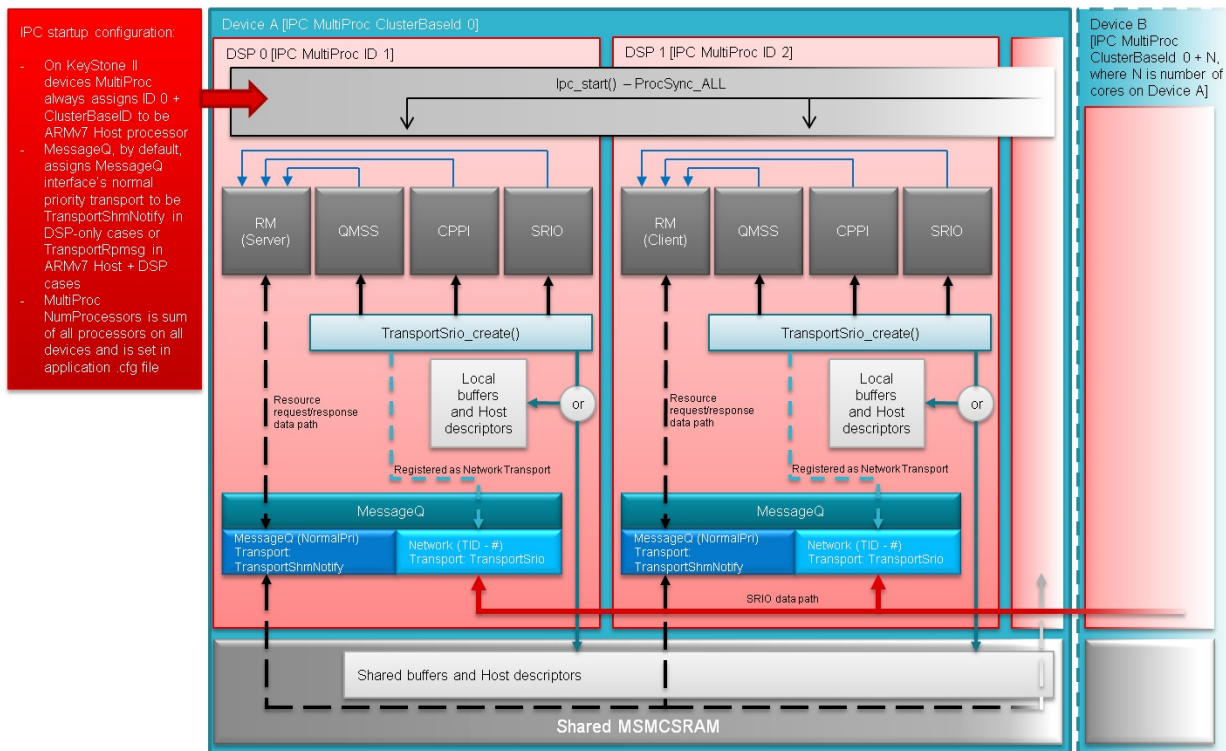 IPC startup configuration:
- On KeyStone II
devices MultiProc
always assigns ID 0 +
ClusterBaseID to be
ARMv7 Host processor
- MessageQ, by default,
assigns MessageQ
interface's normal
priority transport to be
TransportShmNotify in
DSP-only cases or
TransportRpmsg in
ARMv7 Host + DSP
cases
- MultiProc
NumProcessors is sum
of all processors on all
devices and is set in
application .cfg file
Device A [IPC MultiProc ClusterBaseId 0]
DSP 0 [IPC MultiProc ID 1]
DSP 1 [IPC MultiProc ID 2]
Device B
[IPC MultiProc
ClusterBaseId 0 + N,
where N is number of
cores on Device A]
Ipc_start() – ProcSync_ALL
RM
(Server)
QMSS
CPPI
SRIO
RM
(Client)
QMSS
CPPI
SRIO
TransportSrio_create()
TransportSrio_create()
Local
buffers
and Host
descriptors
or
Local
buffers
and Host
descriptors
or
Resource
request/response
data path
Resource
request/response
data path
Registered as Network Transport
Registered as Network Transport
MessageQ
MessageQ
MessageQ (NormalPri)
Transport:
TransportShmNotify
Network (TID - #)
Transport: TransportSrio
MessageQ (NormalPri)
Transport:
TransportShmNotify
Network (TID - #)
Transport: TransportSrio
SRIO data path
Shared buffers and Host descriptors
Shared MSMCSRAM